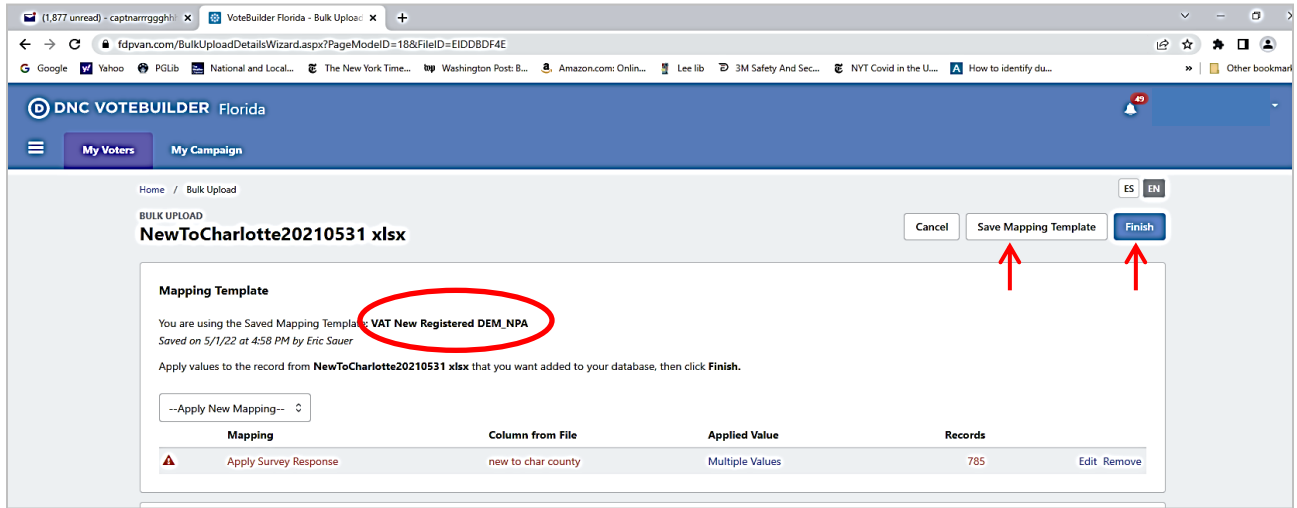 (1,877 unread) - captnarrrggghhh
VoteBuilder Florida - Bulk Upload
fdpvan.com/BulkUploadDetailsWizard.aspx?PageModeID=18&FileID=EIDDBDF4E
Google Yahoo PGLib National and Local... The New York Time... Washington Post: B... Amazon.com: Onlin... Lee lib 3M Safety And Sec... NYT Covid in the U.... How to identify du... » Other bookmark
DNC VOTEBUILDER Florida
49
My Voters My Campaign
Home / Bulk Upload
ES EN
BULK UPLOAD
NewToCharlotte20210531 xlsx
Cancel Save Mapping Template Finish
Mapping Template
You are using the Saved Mapping Template: VAT New Registered DEM_NPA
Saved on 5/1/22 at 4:58 PM by Eric Sauer
Apply values to the record from NewToCharlotte20210531 xlsx that you want added to your database, then click Finish.
--Apply New Mapping--
Mapping Column from File Applied Value Records
Apply Survey Response new to char county Multiple Values 785 Edit Remove